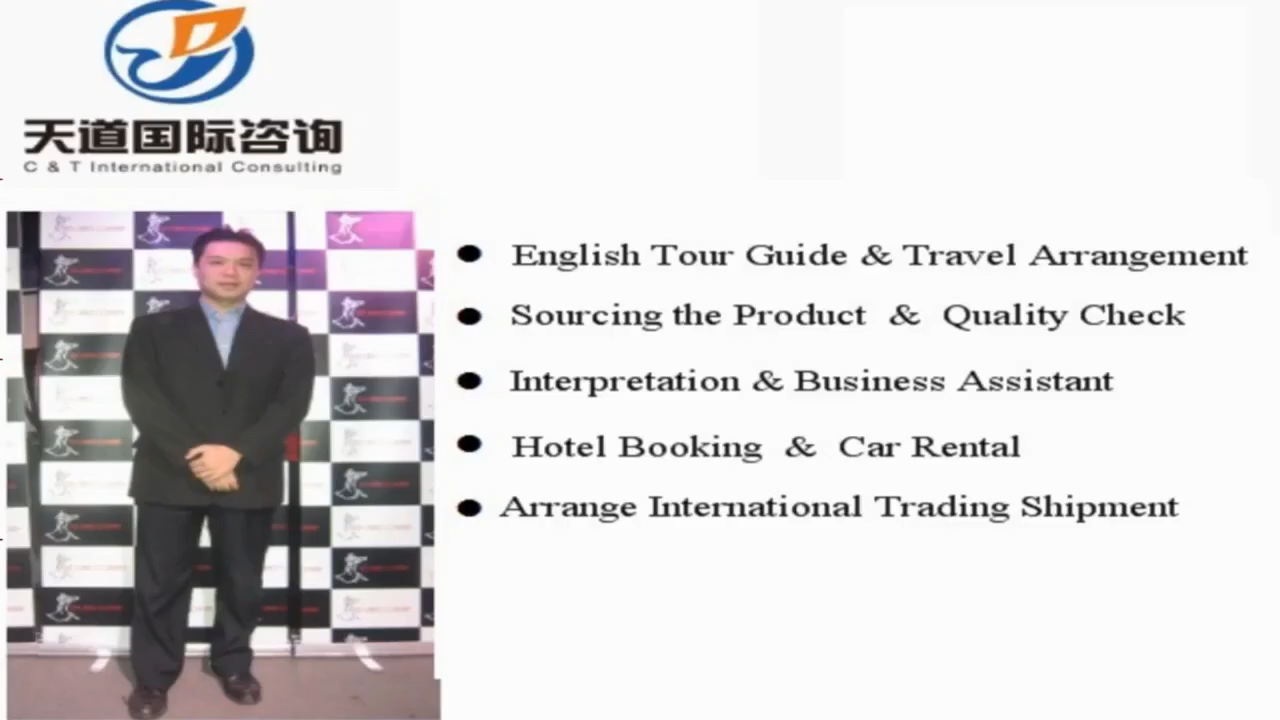 天道国际咨询
C & T International Consulting
English Tour Guide & Travel Arrangement
Sourcing the Product & Quality Check
Interpretation & Business Assistant
Hotel Booking & Car Rental
Arrange International Trading Shipment